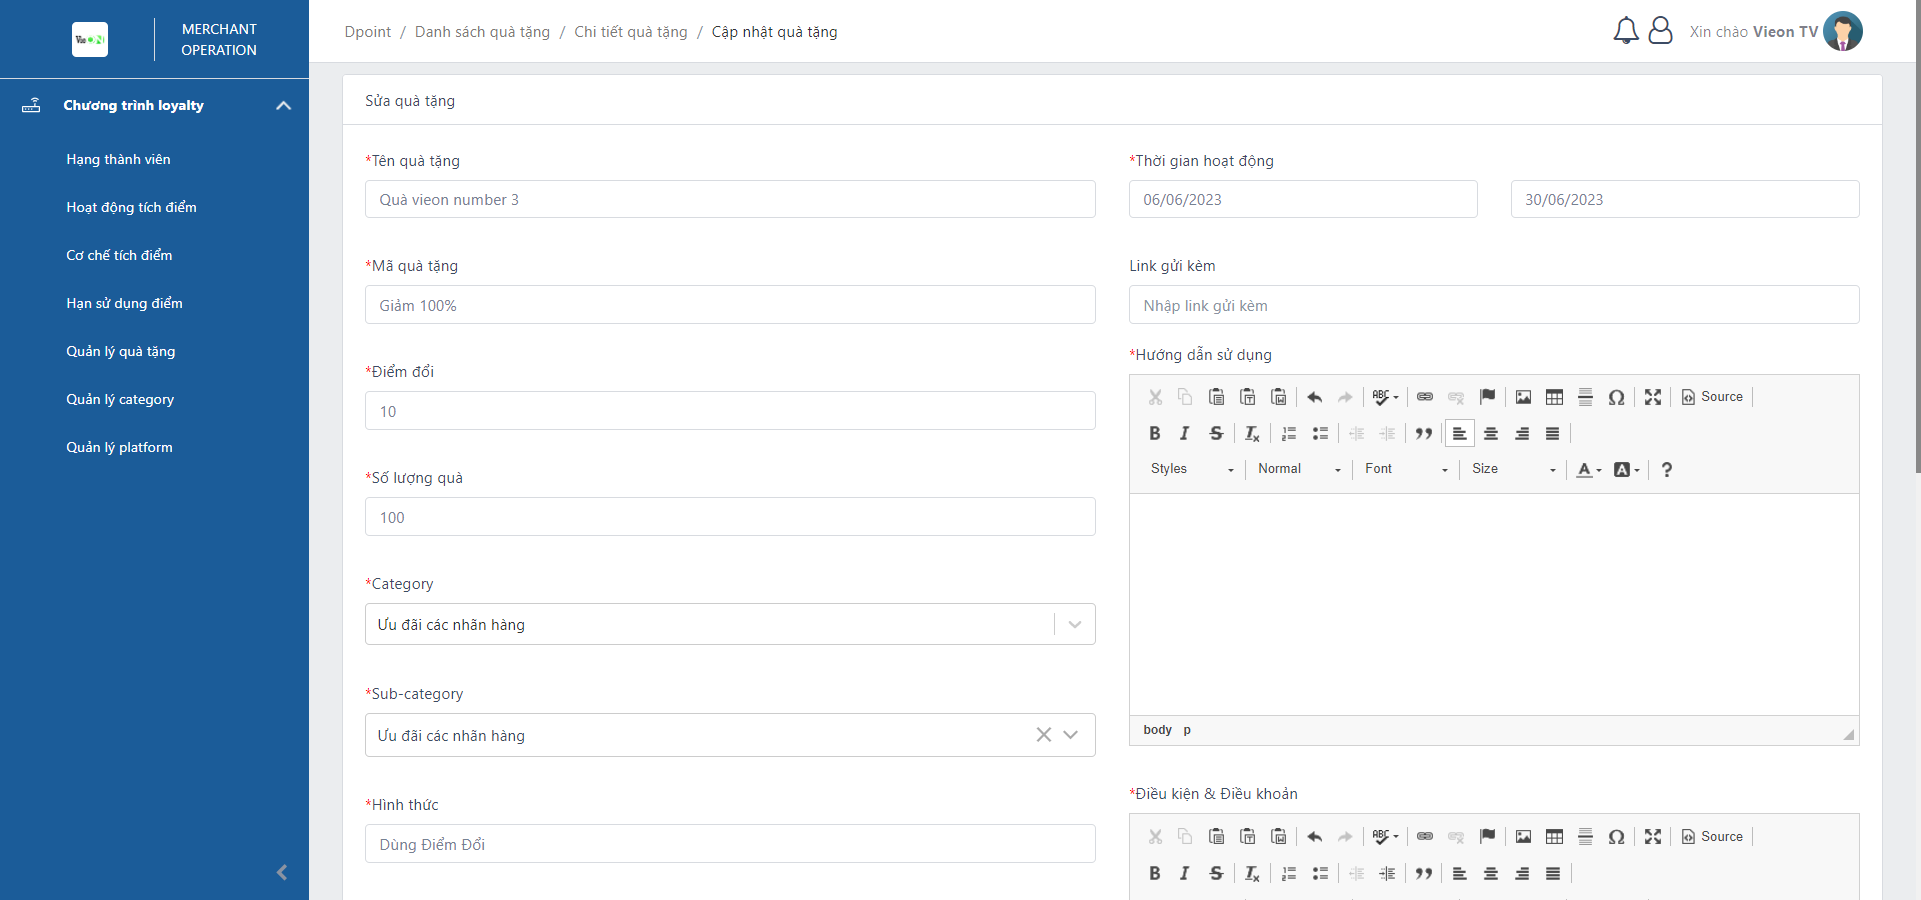 MERCHANT
OPERATION
Chương trình loyalty
Hạng thành viên
Hoạt động tích điểm
Cơ chế tích điểm
Hạn sử dụng điểm
Quản lý quà tặng
Quản lý category
Quản lý platform
Dpoint / Danh sách quà tặng / Chi tiết quà tặng / Cập nhật quà tặng
Xin chào Vieon TV
Sửa quà tặng
*Tên quà tặng
Quà vieon number 3
*Mã quà tặng
Giảm 100%
*Điểm đổi
10
*Số lượng quà
100
*Category
Ưu đãi các nhãn hàng
*Sub-category
Ưu đãi các nhãn hàng
*Hình thức
Dùng Điểm Đổi
*Thời gian hoạt động
06/06/2023
30/06/2023
Link gửi kèm
Nhập link gửi kèm
*Hướng dẫn sử dụng
Source
Styles Normal Font Size
body p
*Điều kiện & Điều khoản
Source